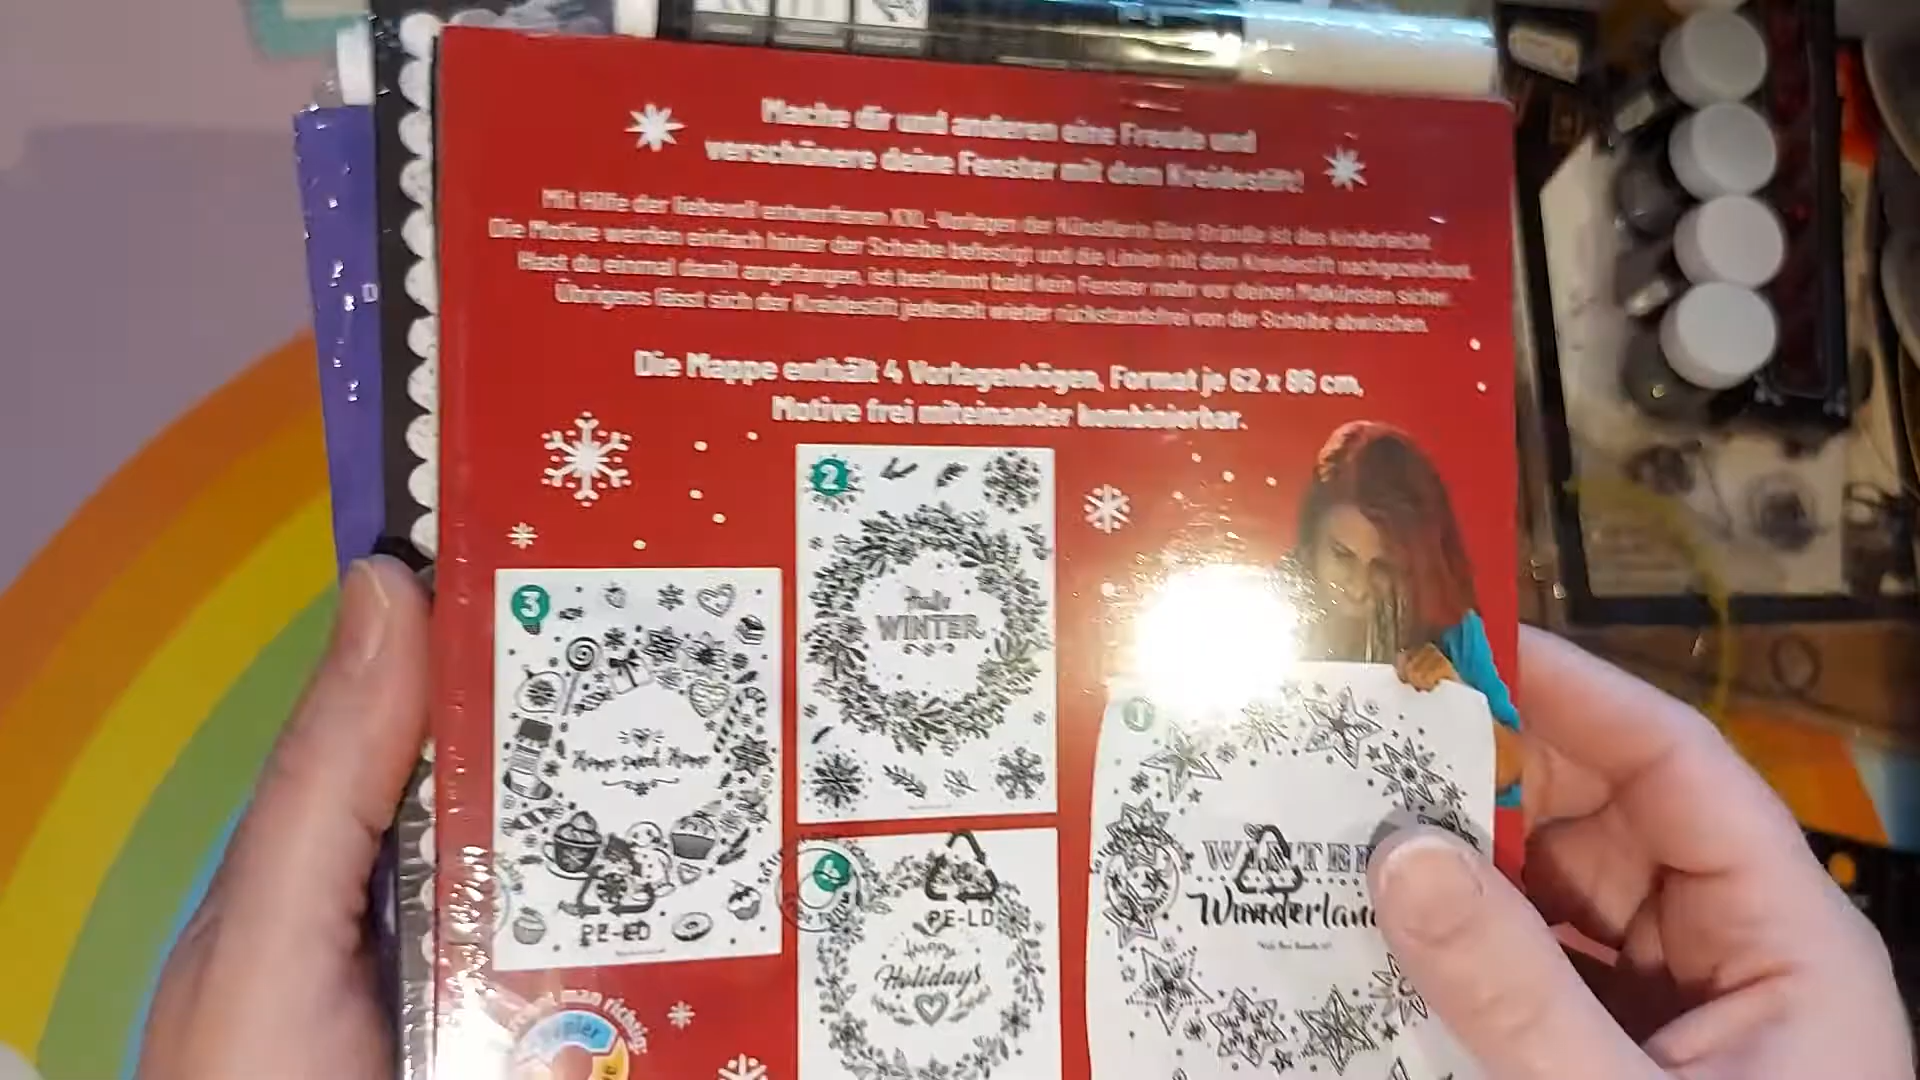 Mache dir und anderen eine Freude und
verschönere deine Fenster mit dem Kreidestift!
Mit Hilfe der liebevoll entworfenen XXL-Vorlagen der Künstlerin Bine Brändle ist das kinderleicht.
Die Motive werden einfach hinter der Scheibe befestigt und die Linien mit dem Kreidestift nachgezeichnet.
Hast du einmal damit angefangen, ist bestimmt bald kein Fenster mehr vor deinen Malkünsten sicher.
Übrigens lässt sich der Kreidestift jederzeit wieder rückstandsfrei von der Scheibe abwischen.
Die Mappe enthält 4 Vorlagenbögen, Format je 62 x 86 cm,
Motive frei miteinander kombinierbar.
2
WINTER
3
Home sweet Home
PE-LD
1
WINTER
Wunderland
4
PE-LD
Happy
Holidays
man richtig: